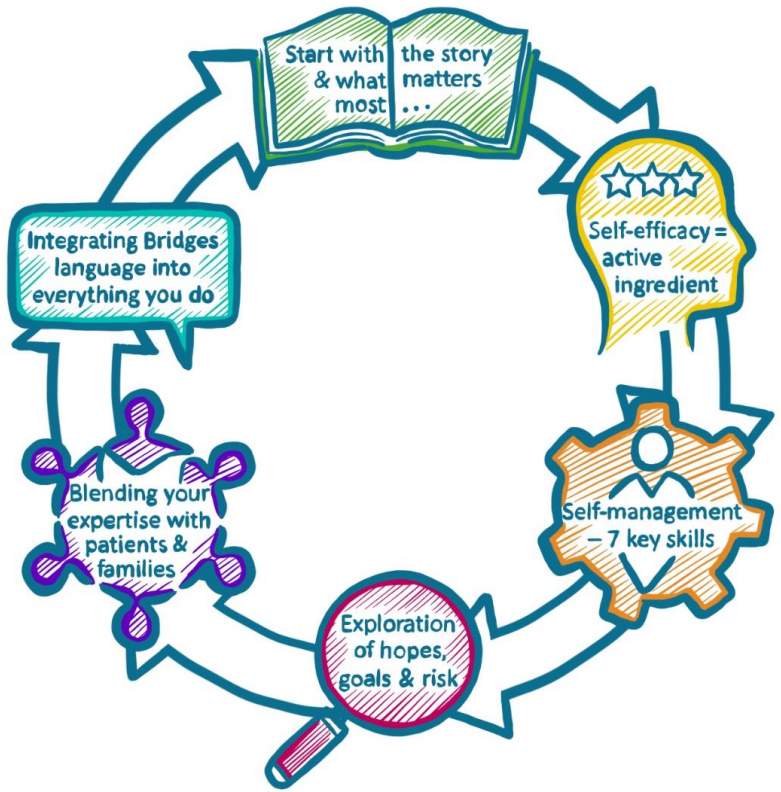 Start with the story
& what matters
most ...
Self-efficacy =
active
ingredient
Self-management
– 7 key skills
Exploration
of hopes,
goals & risk
Blending your
expertise with
patients &
families
Integrating Bridges
language into
everything you do